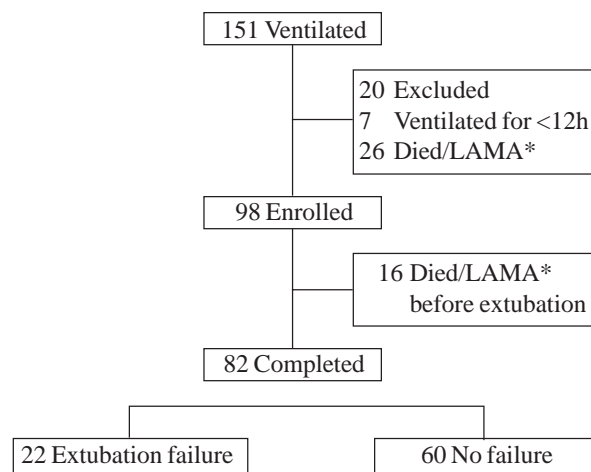 151 Ventilated
20 Excluded
7 Ventilated for <12h
26 Died/LAMA*
98 Enrolled
16 Died/LAMA*
before extubation
82 Completed
22 Extubation failure
60 No failure